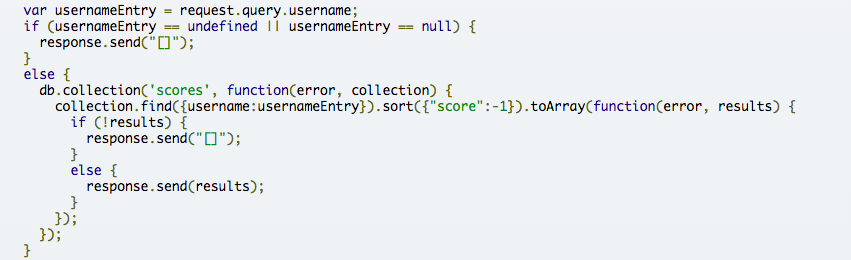 var usernameEntry = request.query.username;
if (usernameEntry == undefined || usernameEntry == null) {
  response.send("[]");
}
else {
  db.collection('scores', function(error, collection) {
    collection.find({username:usernameEntry}).sort({"score":-1}).toArray(function(error, results) {
      if (!results) {
        response.send("[]");
      }
      else {
        response.send(results);
      }
    });
  });
}